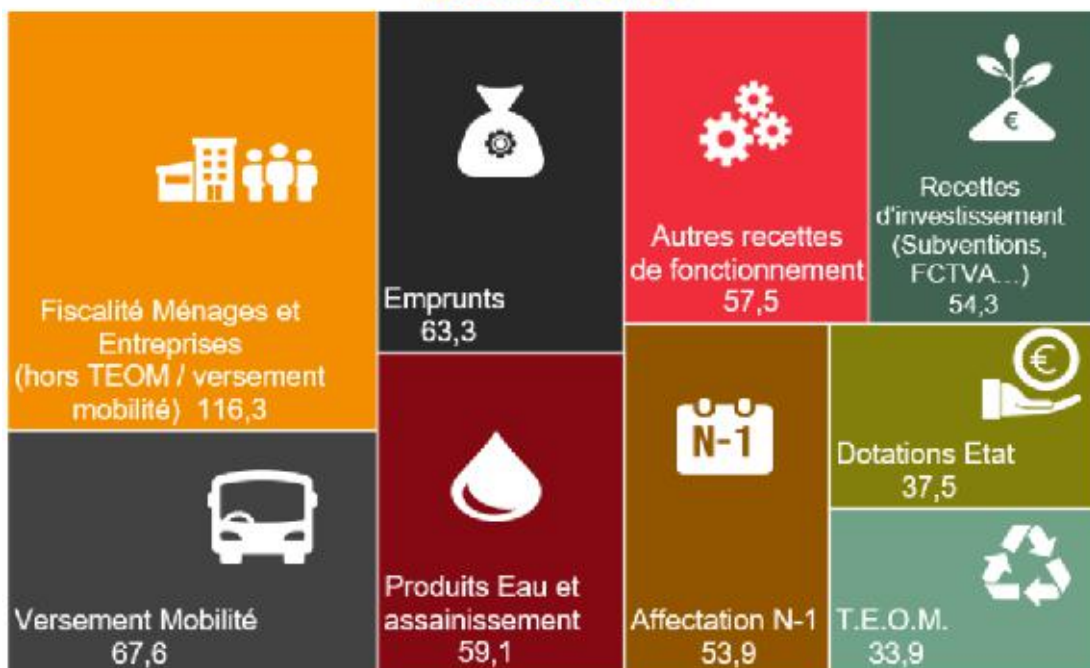 Fiscalité Ménages et
Entreprises
(hors TEOM / versement
mobilité) 116,3
Emprunts
63,3
Autres recettes
de fonctionnement
57,5
€
Recettes
d'investissement
(Subventions,
FCTVA...)
54,3
Versement Mobilité
67,6
Produits Eau et
assainissement
59,1
N-1
Affectation N-1
53,9
€
Dotations Etat
37,5
T.E.O.M.
33,9